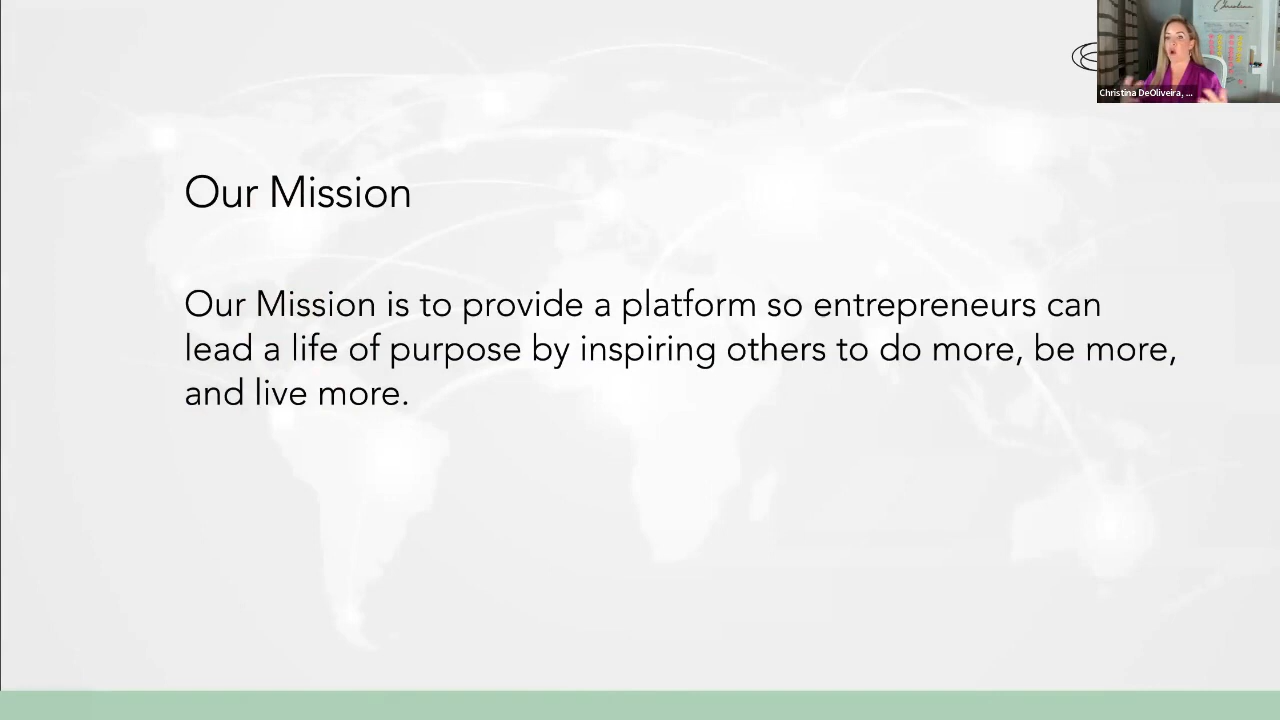 Christina DeOliveira, ...
Our Mission
Our Mission is to provide a platform so entrepreneurs can
lead a life of purpose by inspiring others to do more, be more,
and live more.